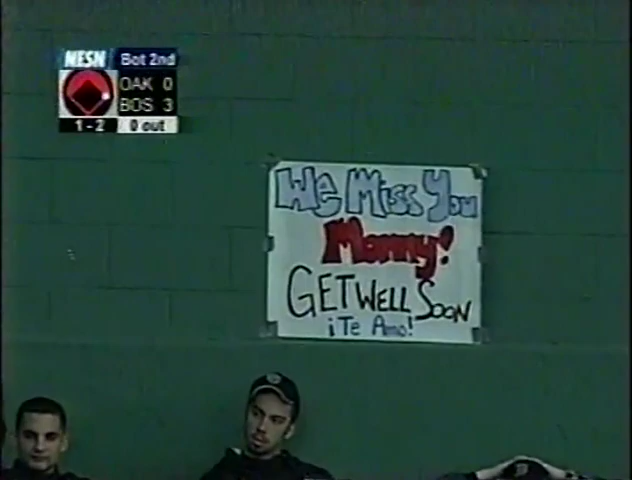 NESN Bot 2nd
OAK 0
BOS 3
1 - 2 0 out
We Miss You
Manny!
GET WELL SOON
¡Te Amo!